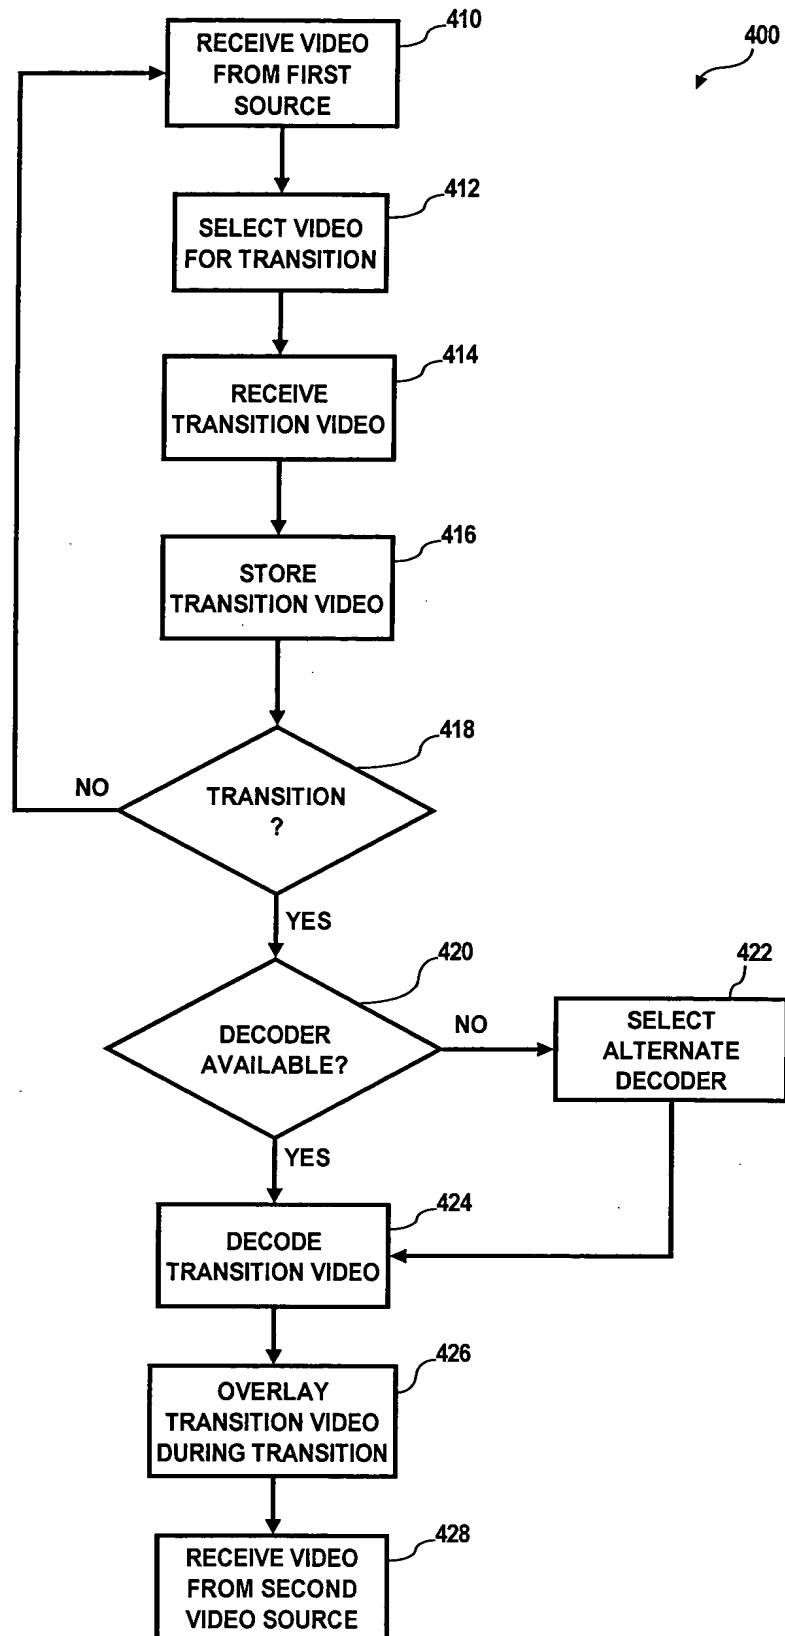 410
400
RECEIVE VIDEO
FROM FIRST
SOURCE
412
SELECT VIDEO
FOR TRANSITION
414
RECEIVE
TRANSITION VIDEO
416
STORE
TRANSITION VIDEO
418
NO
TRANSITION
?
YES
420
422
DECODER
AVAILABLE?
NO
SELECT
ALTERNATE
DECODER
YES
424
DECODE
TRANSITION VIDEO
426
OVERLAY
TRANSITION VIDEO
DURING TRANSITION
428
RECEIVE VIDEO
FROM SECOND
VIDEO SOURCE